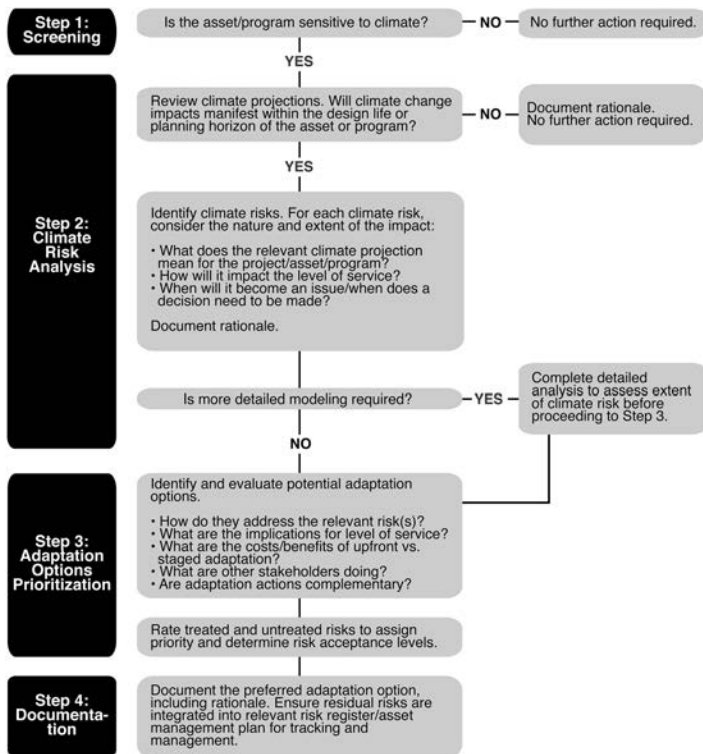 Step 1:
Screening
Is the asset/program sensitive to climate?
NO
No further action required.
YES
Step 2:
Climate
Risk
Analysis
Review climate projections. Will climate change
impacts manifest within the design life or
planning horizon of the asset or program?
NO
Document rationale.
No further action required.
YES
Identify climate risks. For each climate risk,
consider the nature and extent of the impact:
• What does the relevant climate projection
mean for the project/asset/program?
• How will it impact the level of service?
• When will it become an issue/when does a
decision need to be made?
Document rationale.
Is more detailed modeling required?
YES
Complete detailed
analysis to assess extent
of climate risk before
proceeding to Step 3.
NO
Step 3:
Adaptation
Options
Prioritization
Identify and evaluate potential adaptation
options.
• How do they address the relevant risk(s)?
• What are the implications for level of service?
• What are the costs/benefits of upfront vs.
staged adaptation?
• What are other stakeholders doing?
• Are adaptation actions complementary?
Rate treated and untreated risks to assign
priority and determine risk acceptance levels.
Step 4:
Documenta-
tion
Document the preferred adaptation option,
including rationale. Ensure residual risks are
integrated into relevant risk register/asset
management plan for tracking and
management.